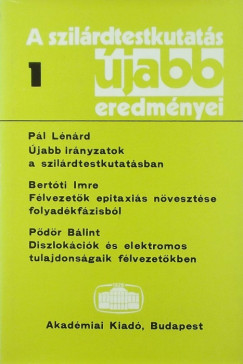 A szilárdtestkutatás
1 újabb
eredményei
Pál Lénárd
Újabb irányzatok
a szilárdtestkutatásban
Bertóti Imre
Félvezetők epitaxiás növesztése
folyadékfázisból
Pődör Bálint
Diszlokációk és elektromos
tulajdonságaik félvezetőkben
Akadémiai Kiadó, Budapest